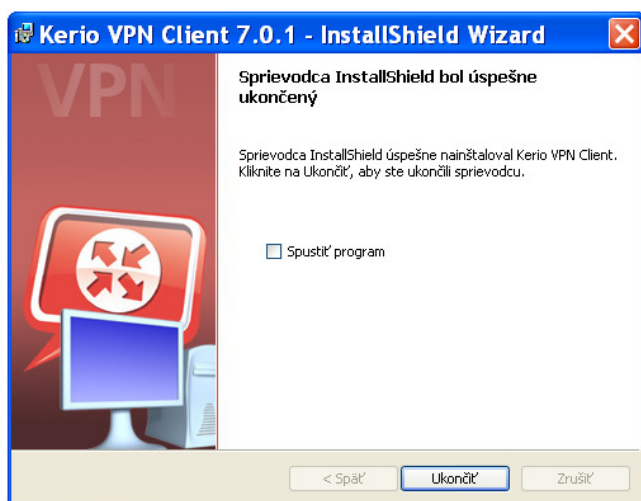 Kerio VPN Client 7.0.1 - InstallShield Wizard
VPN
Sprievodca InstallShield bol úspešne
ukončený
Sprievodca InstallShield úspešne nainštaloval Kerio VPN Client.
Kliknite na Ukončiť, aby ste ukončili sprievodcu.
Spustiť program
< Späť
Ukončiť
Zrušiť